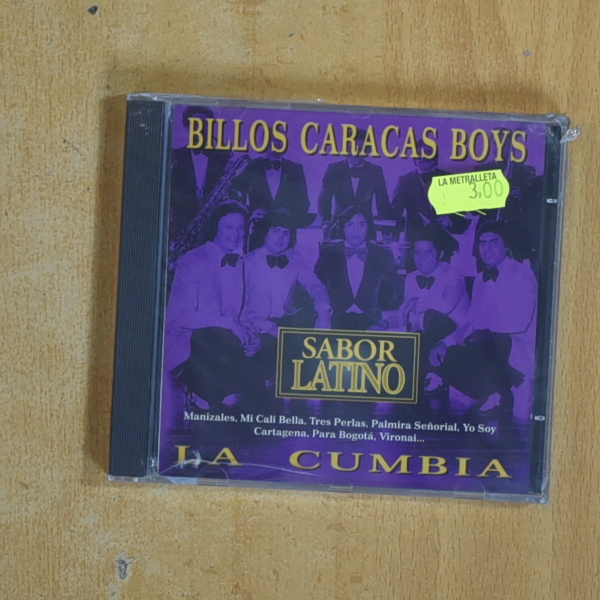 BILLOS CARACAS BOYS
LA METRALLETA
3,00
SABOR
LATINO
Manizales, Mi Cali Bella, Tres Perlas, Palmira Señorial, Yo Soy
Cartagena, Para Bogotá, Vironai...
LA CUMBIA